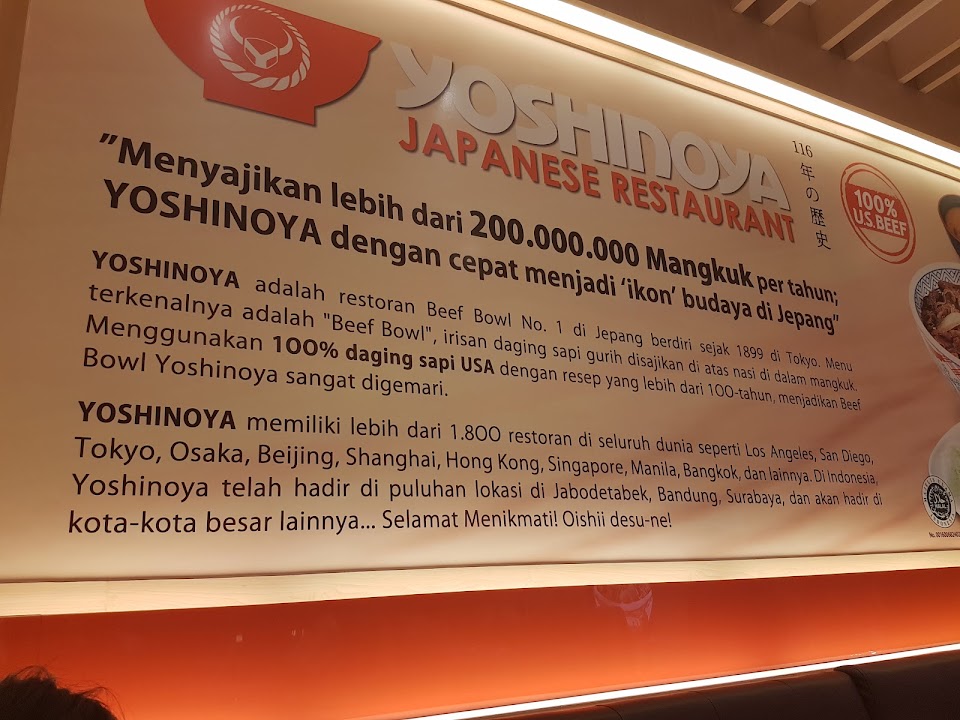 YOSHINOYA
JAPANESE RESTAURANT
116年の歴史
100%
U.S. BEEF
"Menyajikan lebih dari 200.000.000 Mangkuk per tahun;
YOSHINOYA dengan cepat menjadi 'ikon' budaya di Jepang"
YOSHINOYA adalah restoran Beef Bowl No. 1 di Jepang berdiri sejak 1899 di Tokyo. Menu
terkenalnya adalah "Beef Bowl", irisan daging sapi gurih disajikan di atas nasi di dalam mangkuk.
Menggunakan 100% daging sapi USA dengan resep yang lebih dari 100-tahun, menjadikan Beef
Bowl Yoshinoya sangat digemari.
YOSHINOYA memiliki lebih dari 1.800 restoran di seluruh dunia seperti Los Angeles, San Diego,
Tokyo, Osaka, Beijing, Shanghai, Hong Kong, Singapore, Manila, Bangkok, dan lainnya. Di Indonesia,
Yoshinoya telah hadir di puluhan lokasi di Jabodetabek, Bandung, Surabaya, dan akan hadir di
kota-kota besar lainnya... Selamat Menikmati! Oishii desu-ne!
HALAL